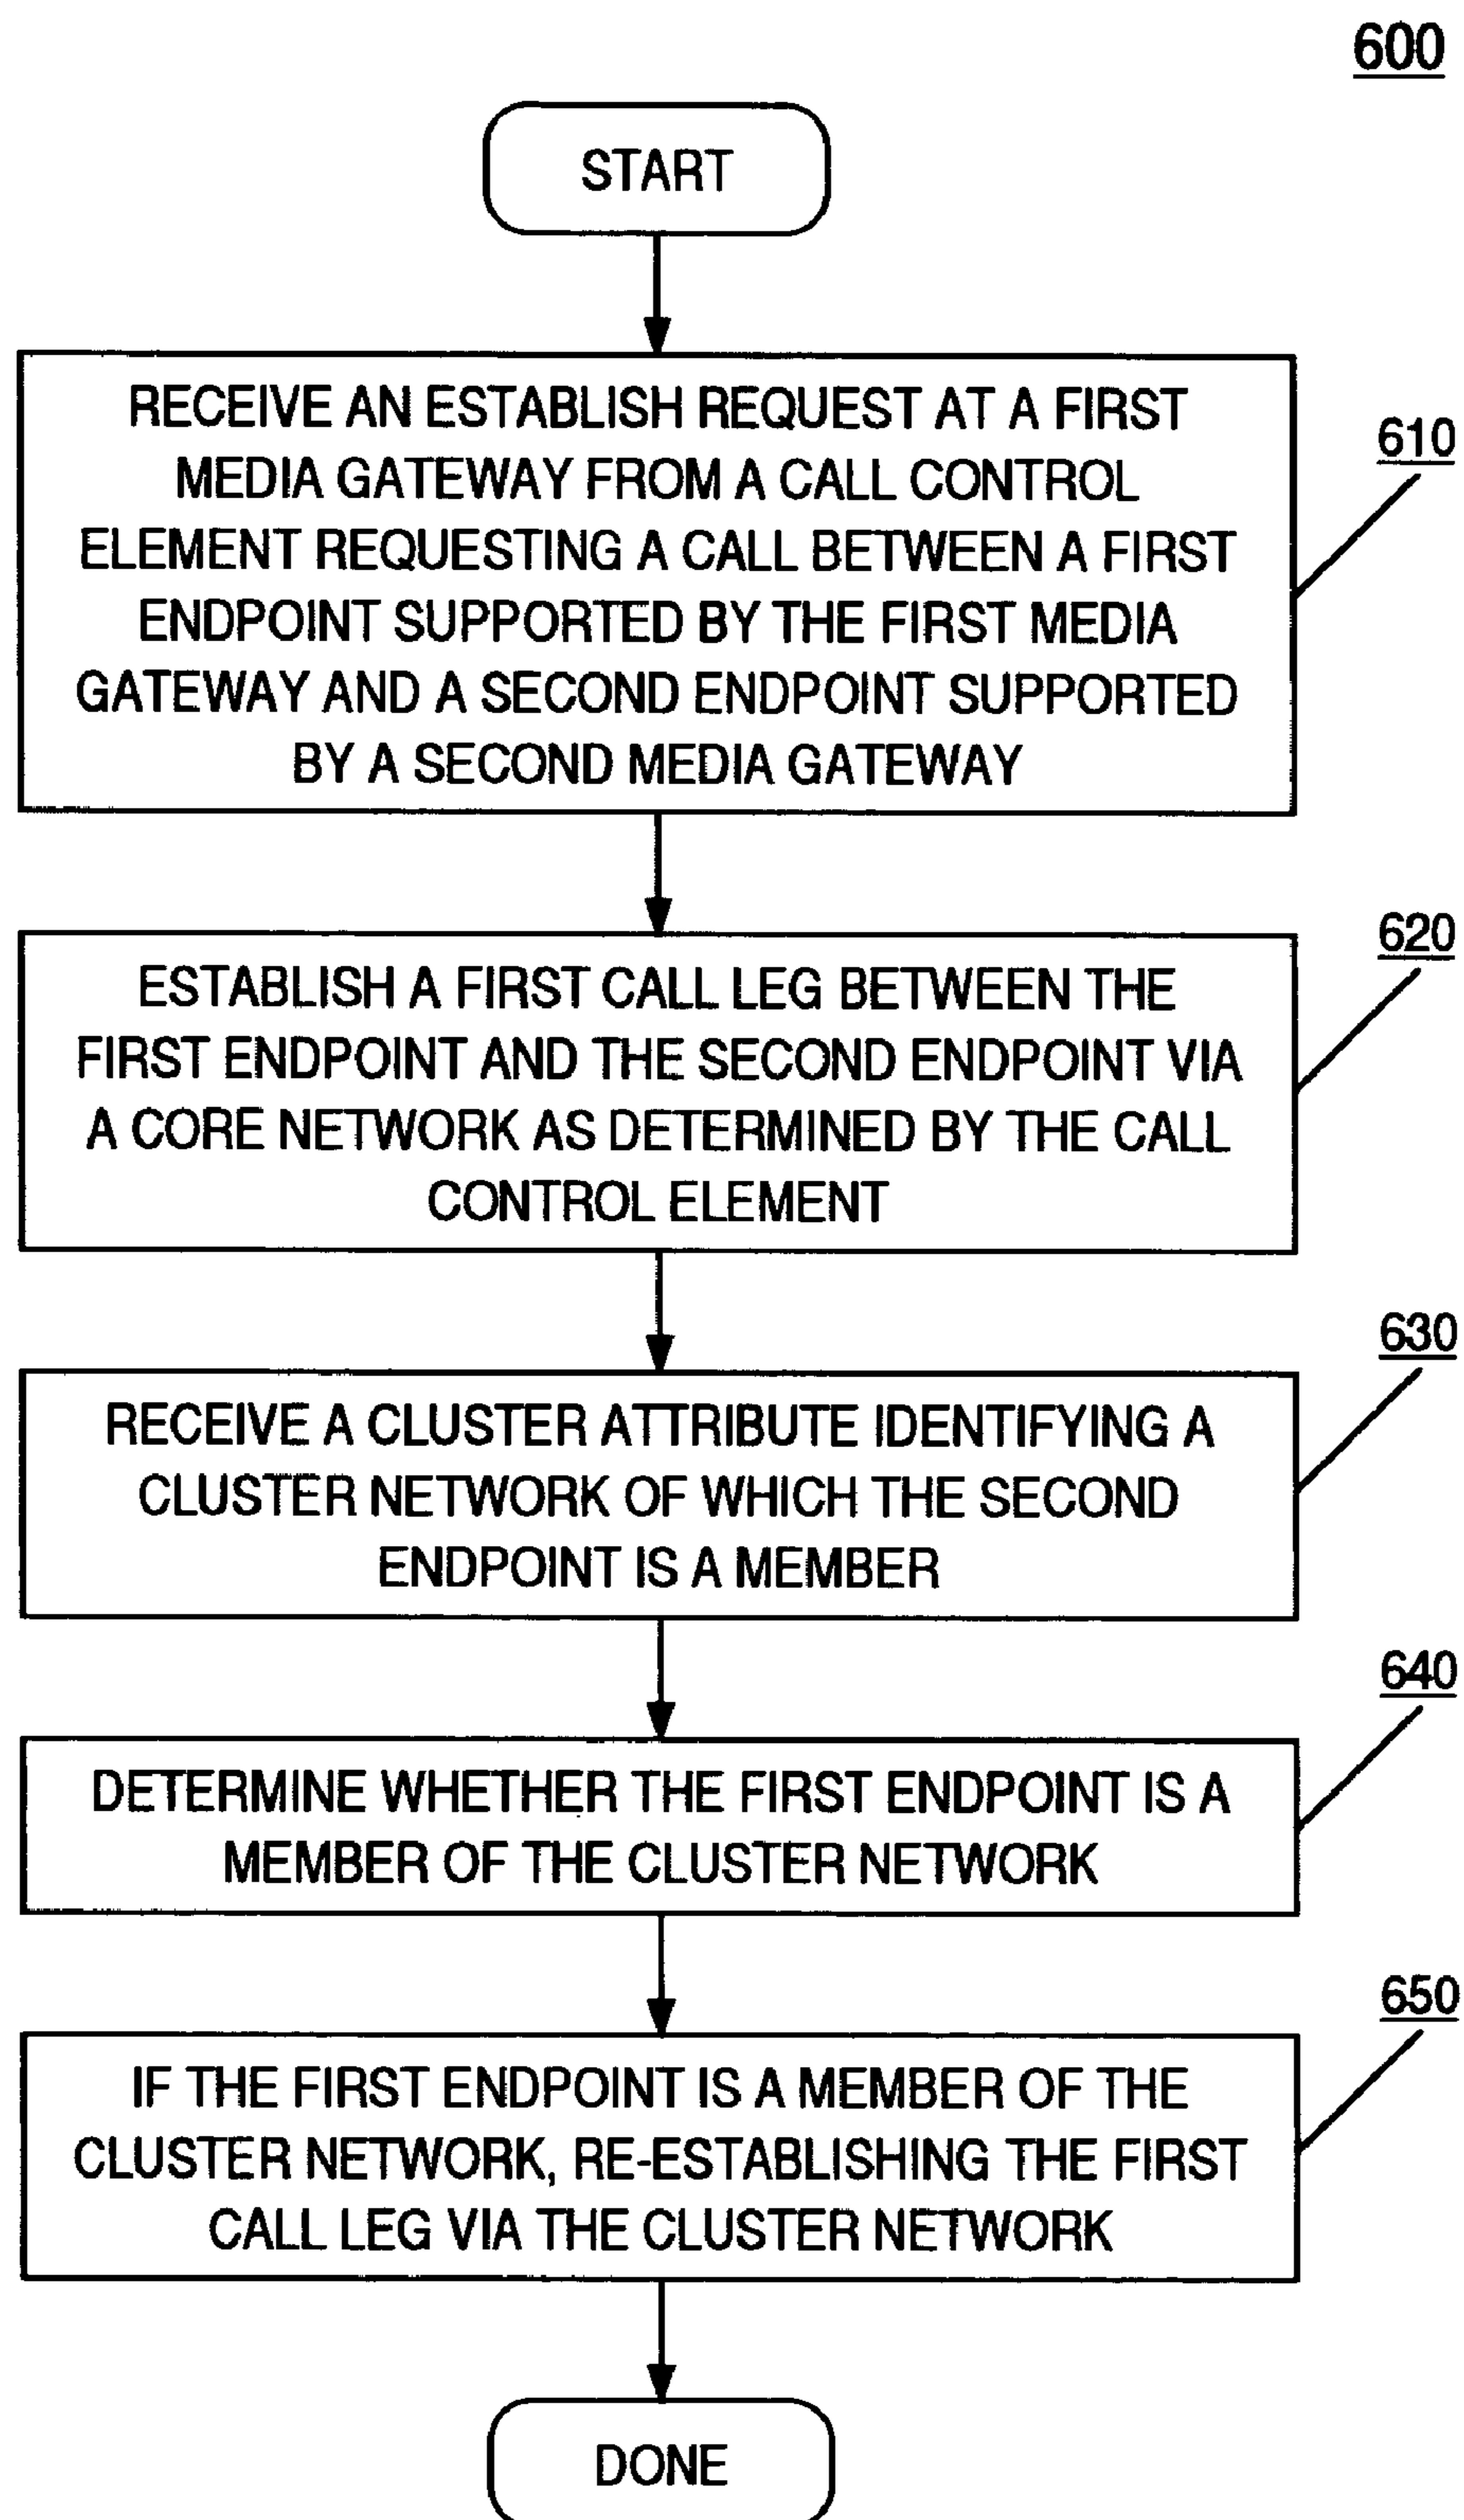 600
START
RECEIVE AN ESTABLISH REQUEST AT A FIRST
MEDIA GATEWAY FROM A CALL CONTROL
ELEMENT REQUESTING A CALL BETWEEN A FIRST
ENDPOINT SUPPORTED BY THE FIRST MEDIA
GATEWAY AND A SECOND ENDPOINT SUPPORTED
BY A SECOND MEDIA GATEWAY
610
ESTABLISH A FIRST CALL LEG BETWEEN THE
FIRST ENDPOINT AND THE SECOND ENDPOINT VIA
A CORE NETWORK AS DETERMINED BY THE CALL
CONTROL ELEMENT
620
RECEIVE A CLUSTER ATTRIBUTE IDENTIFYING A
CLUSTER NETWORK OF WHICH THE SECOND
ENDPOINT IS A MEMBER
630
DETERMINE WHETHER THE FIRST ENDPOINT IS A
MEMBER OF THE CLUSTER NETWORK
640
IF THE FIRST ENDPOINT IS A MEMBER OF THE
CLUSTER NETWORK, RE-ESTABLISHING THE FIRST
CALL LEG VIA THE CLUSTER NETWORK
650
DONE